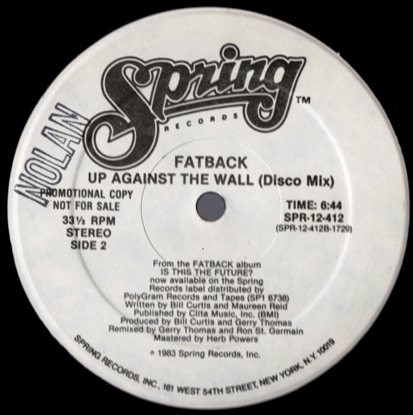 Spring
TM
RECORDS
NOLAN
FATBACK
UP AGAINST THE WALL (Disco Mix)
PROMOTIONAL COPY
NOT FOR SALE
33⅓ RPM
STEREO
SIDE 2
TIME: 6:44
SPR-12-412
(SPR-12-412B-1729)
From the FATBACK album
IS THIS THE FUTURE?
now available on the Spring
Records label distributed by
PolyGram Records and Tapes (SP1 6738)
Written by Bill Curtis and Maureen Reid
Published by Clita Music, Inc. (BMI)
Produced by Bill Curtis and Gerry Thomas
Remixed by Gerry Thomas and Ron St. Germain
Mastered by Herb Powers
℗ 1983 Spring Records, Inc.
SPRING RECORDS, INC., 161 WEST 54TH STREET, NEW YORK, N.Y. 10019